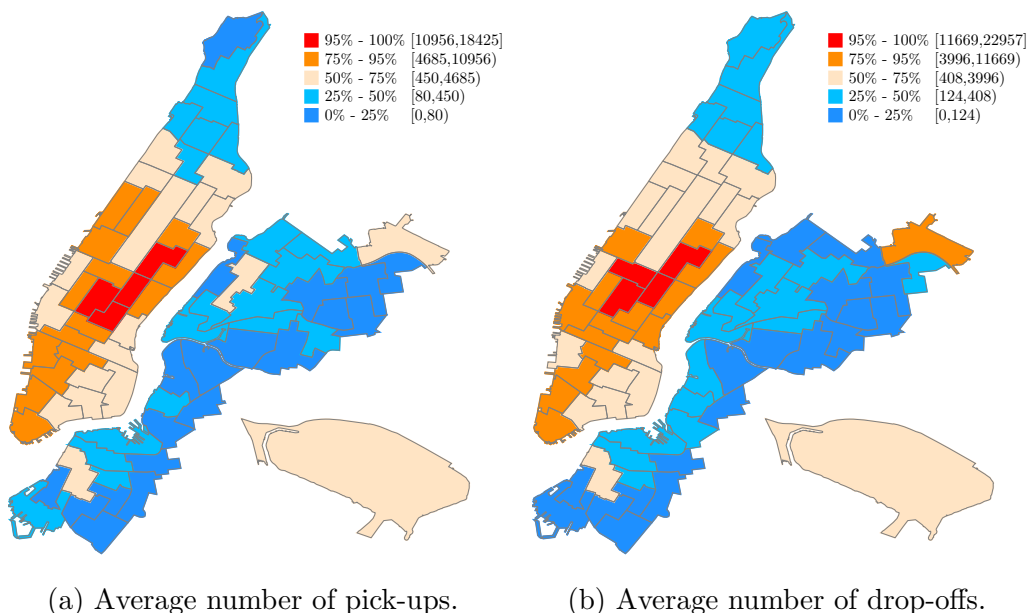 95% - 100% [10956,18425]
75% - 95% [4685,10956)
50% - 75% [450,4685)
25% - 50% [80,450)
0% - 25% [0,80)
95% - 100% [11669,22957]
75% - 95% [3996,11669)
50% - 75% [408,3996)
25% - 50% [124,408)
0% - 25% [0,124)
(a) Average number of pick-ups.
(b) Average number of drop-offs.